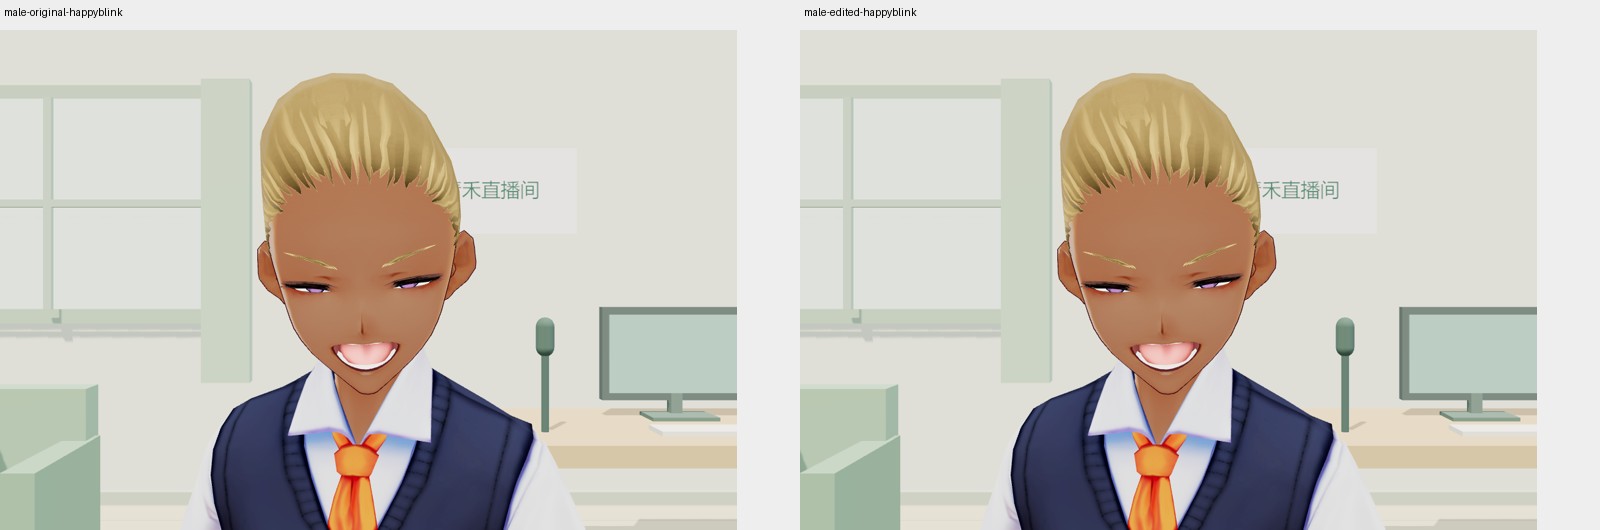 male-original-happyblink
male-edited-happyblink
禾直播间
禾直播间